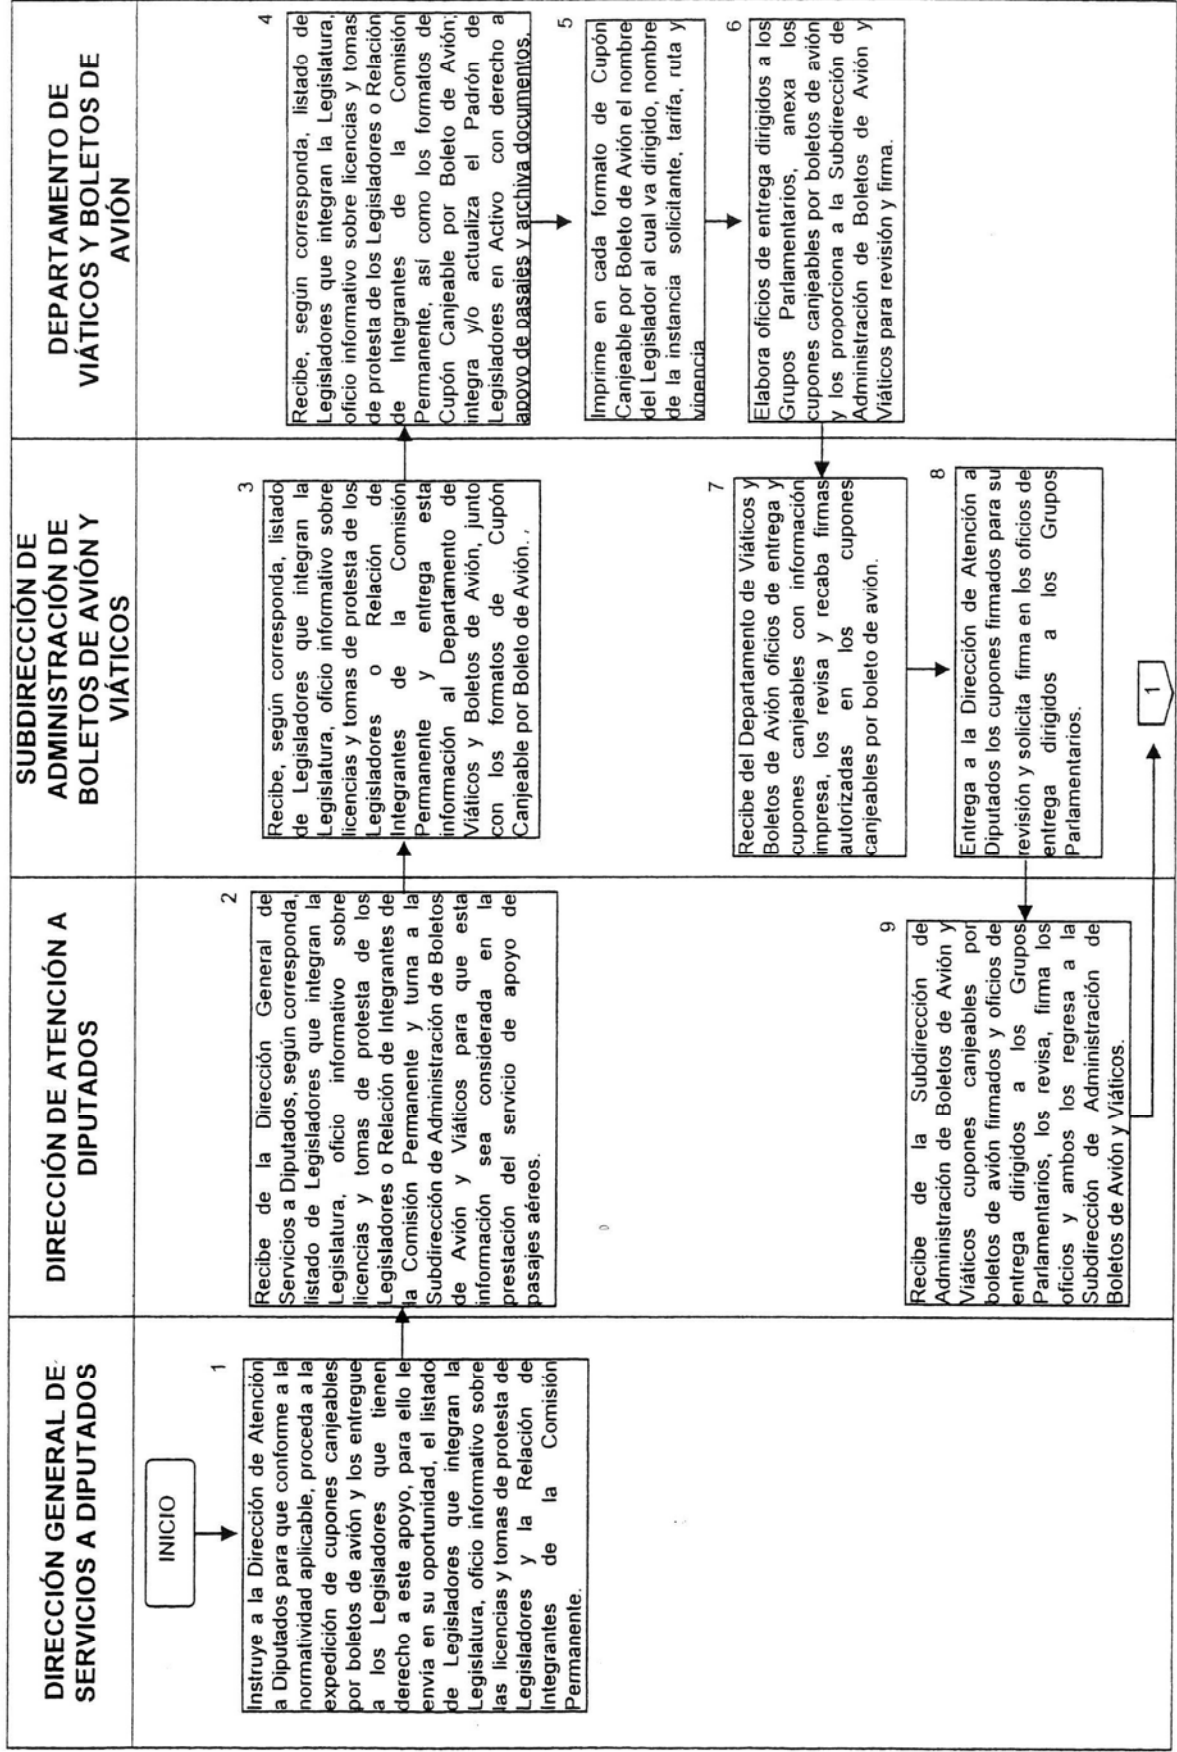 DIRECCIÓN GENERAL DE
SERVICIOS A DIPUTADOS
DIRECCIÓN DE ATENCIÓN A
DIPUTADOS
SUBDIRECCIÓN DE
ADMINISTRACIÓN DE
BOLETOS DE AVIÓN Y
VIÁTICOS
DEPARTAMENTO DE
VIÁTICOS Y BOLETOS DE
AVIÓN
INICIO
1
Instruye a la Dirección de Atención
a Diputados para que conforme a la
normatividad aplicable, proceda a la
expedición de cupones canjeables
por boletos de avión y los entregue
a los Legisladores que tienen
derecho a este apoyo, para ello le
envía en su oportunidad, el listado
de Legisladores que integran la
Legislatura, oficio informativo sobre
las licencias y tomas de protesta de
Legisladores y la Relación de
Integrantes de la Comisión
Permanente.
2
Recibe de la Dirección General de
Servicios a Diputados, según corresponda,
listado de Legisladores que integran la
Legislatura, oficio informativo sobre
licencias y tomas de protesta de los
Legisladores o Relación de Integrantes de
la Comisión Permanente y turna a la
Subdirección de Administración de Boletos
de Avión y Viáticos para que esta
información sea considerada en la
prestación del servicio de apoyo de
pasajes aéreos.
3
Recibe, según corresponda, listado
de Legisladores que integran la
Legislatura, oficio informativo sobre
licencias y tomas de protesta de los
Legisladores o Relación de
Integrantes de la Comisión
Permanente y entrega esta
información al Departamento de
Viáticos y Boletos de Avión, junto
con los formatos de Cupón
Canjeable por Boleto de Avión.
4
Recibe, según corresponda, listado de
Legisladores que integran la Legislatura,
oficio informativo sobre licencias y tomas
de protesta de los Legisladores o Relación
de Integrantes de la Comisión
Permanente, así como los formatos de
Cupón Canjeable por Boleto de Avión;
integra y/o actualiza el Padrón de
Legisladores en Activo con derecho a
apoyo de pasajes y archiva documentos.
5
Imprime en cada formato de Cupón
Canjeable por Boleto de Avión el nombre
del Legislador al cual va dirigido, nombre
de la instancia solicitante, tarifa, ruta y
vigencia
6
Elabora oficios de entrega dirigidos a los
Grupos Parlamentarios, anexa los
cupones canjeables por boletos de avión
y los proporciona a la Subdirección de
Administración de Boletos de Avión y
Viáticos para revisión y firma.
7
Recibe del Departamento de Viáticos y
Boletos de Avión oficios de entrega y
cupones canjeables con información
impresa, los revisa y recaba firmas
autorizadas en los cupones
canjeables por boleto de avión.
8
Entrega a la Dirección de Atención a
Diputados los cupones firmados para su
revisión y solicita firma en los oficios de
entrega dirigidos a los Grupos
Parlamentarios.
9
Recibe de la Subdirección de
Administración de Boletos de Avión y
Viáticos cupones canjeables por
boletos de avión firmados y oficios de
entrega dirigidos a los Grupos
Parlamentarios, los revisa, firma los
oficios y ambos los regresa a la
Subdirección de Administración de
Boletos de Avión y Viáticos.
1